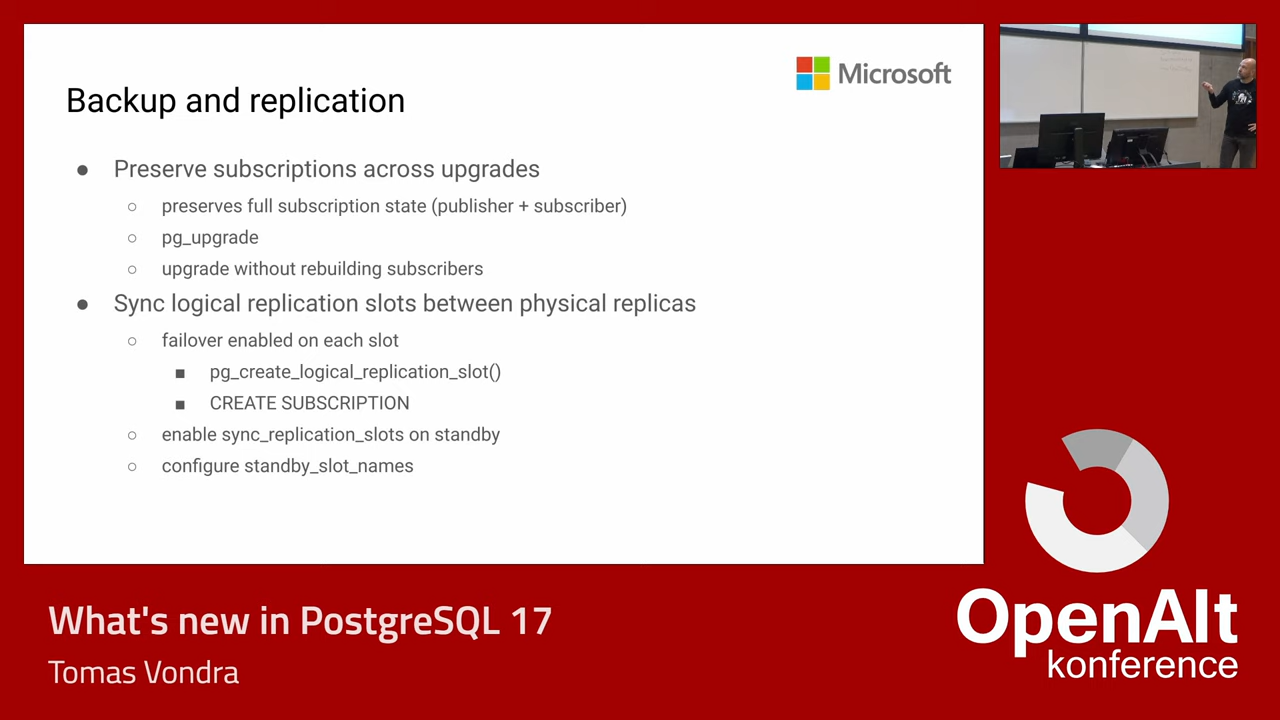 Microsoft
Backup and replication
● Preserve subscriptions across upgrades
○ preserves full subscription state (publisher + subscriber)
○ pg_upgrade
○ upgrade without rebuilding subscribers
● Sync logical replication slots between physical replicas
○ failover enabled on each slot
■ pg_create_logical_replication_slot()
■ CREATE SUBSCRIPTION
○ enable sync_replication_slots on standby
○ configure standby_slot_names
What's new in PostgreSQL 17
Tomas Vondra
OpenAlt
konference